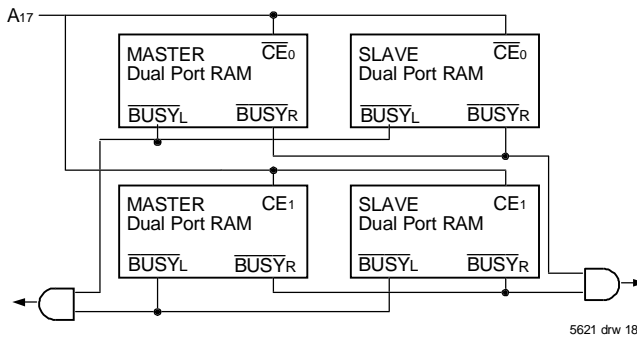 A17
MASTER CE0 SLAVE CE0
Dual Port RAM Dual Port RAM
BUSYL BUSYR BUSYL BUSYR
MASTER CE1 SLAVE CE1
Dual Port RAM Dual Port RAM
BUSYL BUSYR BUSYL BUSYR
5621 drw 18